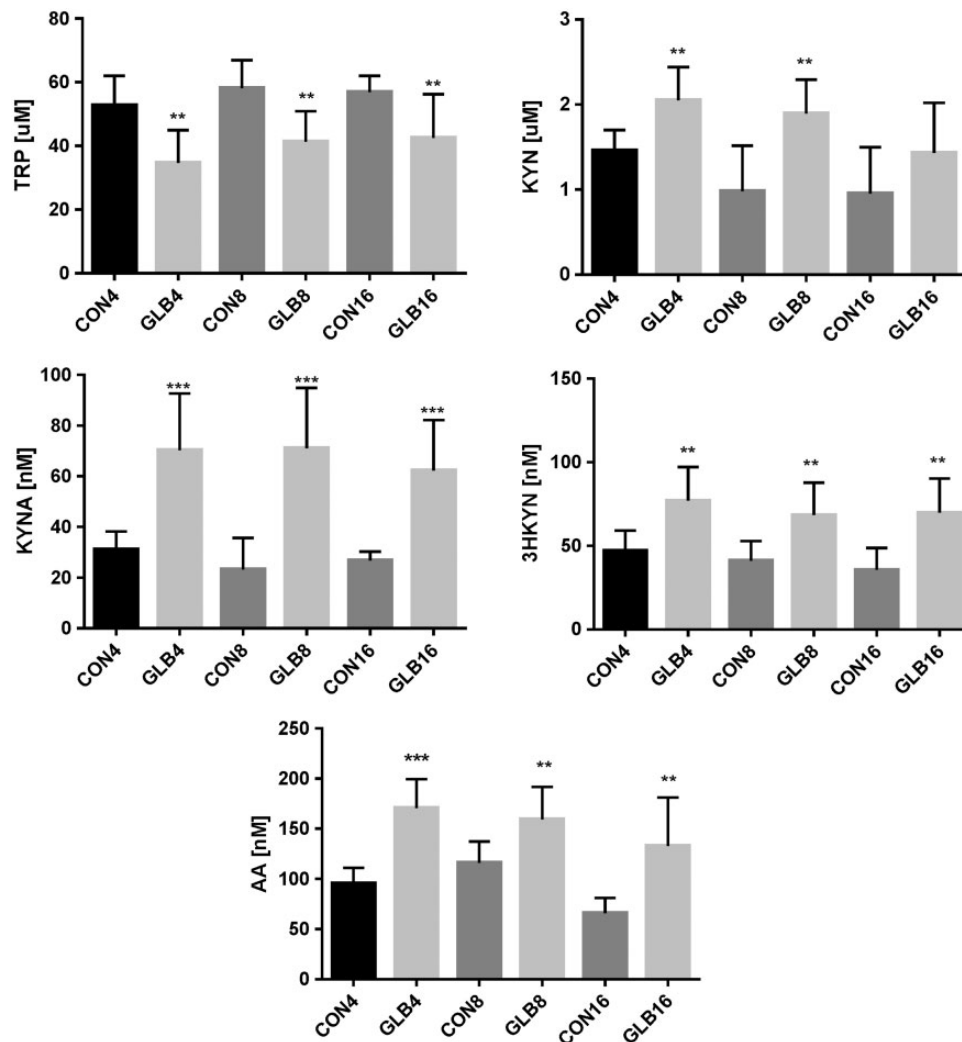 TRP [uM]
80
60
40
20
0
**
**
**
CON4
GLB4
CON8
GLB8
CON16
GLB16
KYN [uM]
3
2
1
0
**
**
CON4
GLB4
CON8
GLB8
CON16
GLB16
KYNA [nM]
100
80
60
40
20
0
***
***
***
CON4
GLB4
CON8
GLB8
CON16
GLB16
3HKYN [nM]
150
100
50
0
**
**
**
CON4
GLB4
CON8
GLB8
CON16
GLB16
AA [nM]
250
200
150
100
50
0
***
**
**
CON4
GLB4
CON8
GLB8
CON16
GLB16